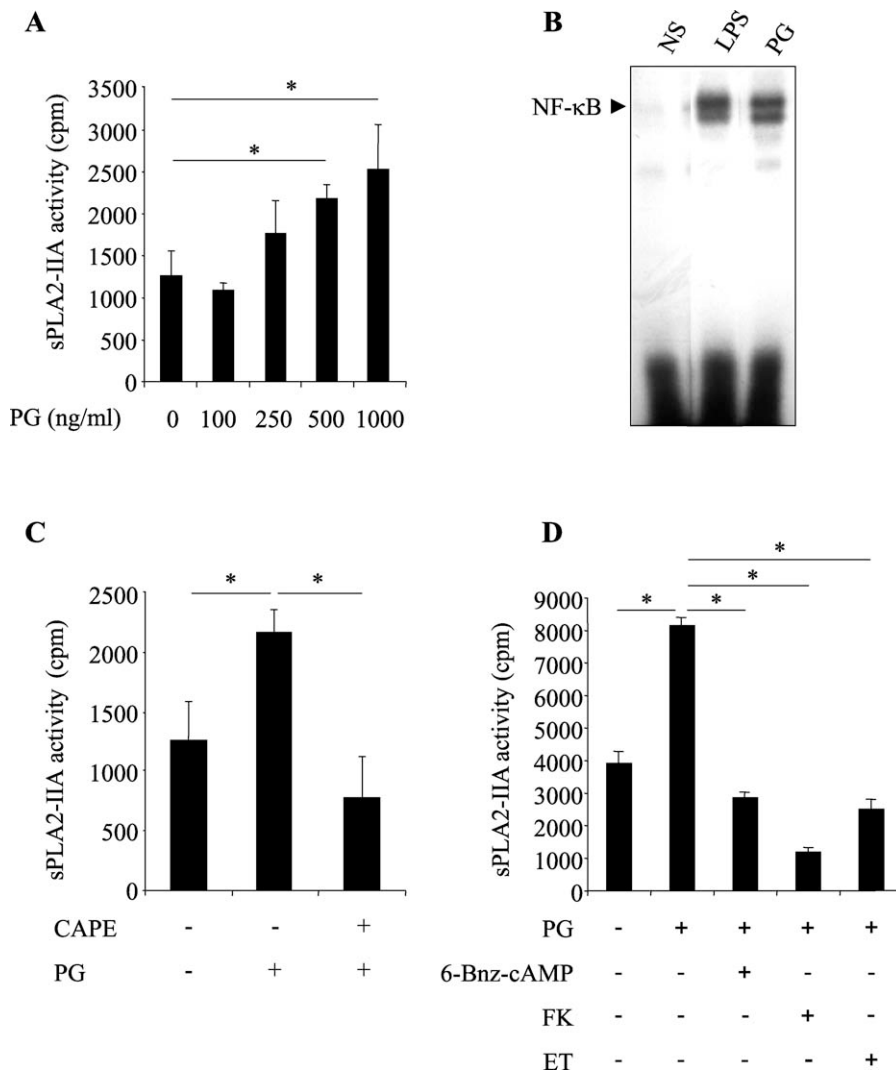 A
sPLA2-IIA activity (cpm)
3500
3000
2500
2000
1500
1000
500
0
* 
*
PG (ng/ml) 0 100 250 500 1000
B
NS LPS PG
NF-κB
C
sPLA2-IIA activity (cpm)
2500
2000
1500
1000
500
0
* *
CAPE - - +
PG - + +
D
sPLA2-IIA activity (cpm)
9000
8000
7000
6000
5000
4000
3000
2000
1000
0
*
*
* *
PG - + + + +
6-Bnz-cAMP - - + - -
FK - - - + -
ET - - - - +